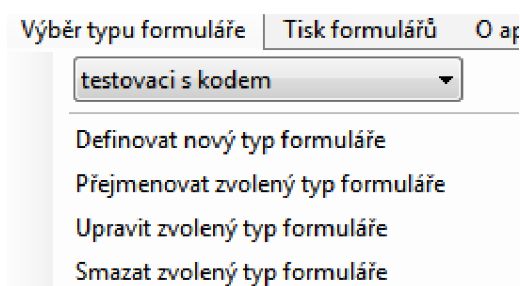 Výběr typu formuláře Tisk formulářů O
testovaci s kodem
Definovat nový typ formuláře
Přejmenovat zvolený typ formuláře
Upravit zvolený typ formuláře
Smazat zvolený typ formuláře